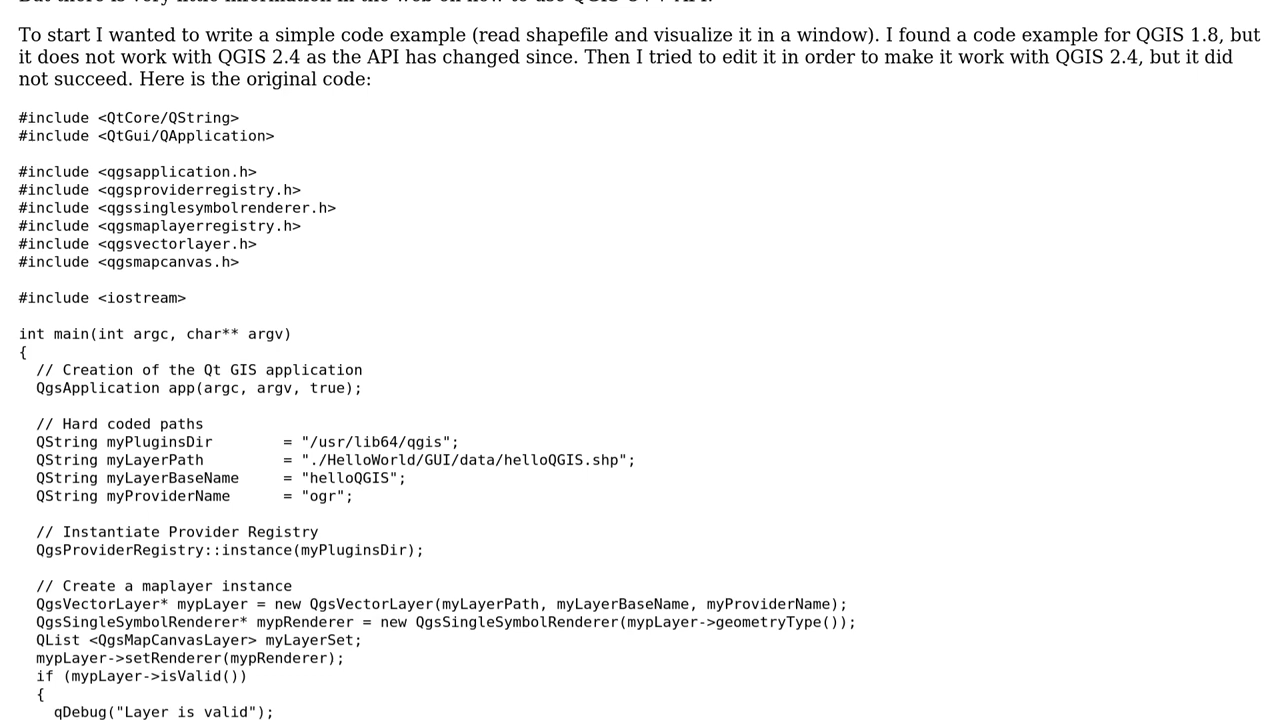 To start I wanted to write a simple code example (read shapefile and visualize it in a window). I found a code example for QGIS 1.8, but
it does not work with QGIS 2.4 as the API has changed since. Then I tried to edit it in order to make it work with QGIS 2.4, but it did
not succeed. Here is the original code:
#include <QtCore/QString>
#include <QtGui/QApplication>
#include <qgsapplication.h>
#include <qgsproviderregistry.h>
#include <qgssinglesymbolrenderer.h>
#include <qgsmaplayerregistry.h>
#include <qgsvectorlayer.h>
#include <qgsmapcanvas.h>
#include <iostream>
int main(int argc, char** argv)
{
  // Creation of the Qt GIS application
  QgsApplication app(argc, argv, true);
  // Hard coded paths
  QString myPluginsDir        = "/usr/lib64/qgis";
  QString myLayerPath         = "./HelloWorld/GUI/data/helloQGIS.shp";
  QString myLayerBaseName     = "helloQGIS";
  QString myProviderName      = "ogr";
  // Instantiate Provider Registry
  QgsProviderRegistry::instance(myPluginsDir);
  // Create a maplayer instance
  QgsVectorLayer* mypLayer = new QgsVectorLayer(myLayerPath, myLayerBaseName, myProviderName);
  QgsSingleSymbolRenderer* mypRenderer = new QgsSingleSymbolRenderer(mypLayer->geometryType());
  QList <QgsMapCanvasLayer> myLayerSet;
  mypLayer->setRenderer(mypRenderer);
  if (mypLayer->isValid())
  {
    qDebug("Layer is valid");